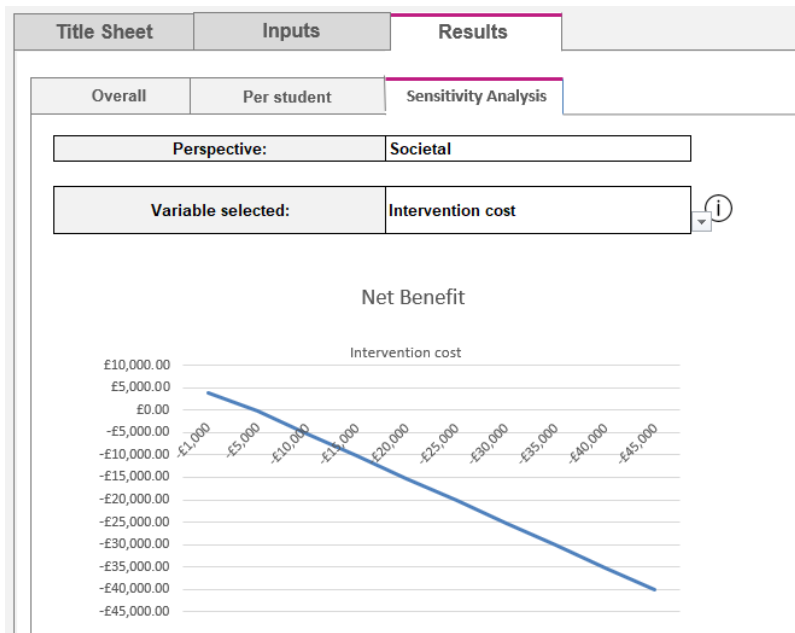 Title Sheet Inputs Results
Overall Per student Sensitivity Analysis
Perspective: Societal
Variable selected: Intervention cost i
Net Benefit
Intervention cost
£10,000.00
£5,000.00
£0.00
-£5,000.00
-£10,000.00
-£15,000.00
-£20,000.00
-£25,000.00
-£30,000.00
-£35,000.00
-£40,000.00
-£45,000.00
-£1,000 -£5,000 -£10,000 -£15,000 -£20,000 -£25,000 -£30,000 -£35,000 -£40,000 -£45,000